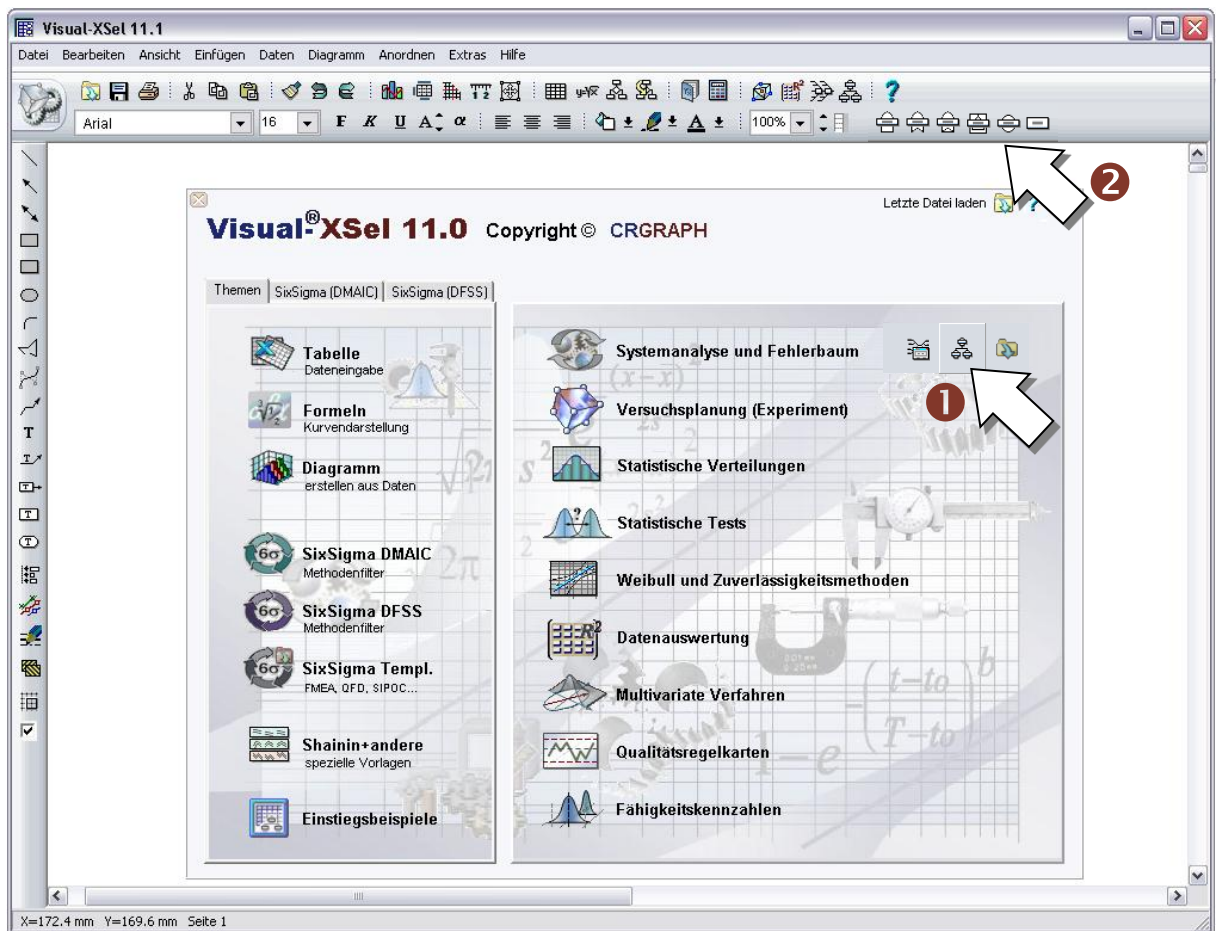 Visual-XSel 11.1
Datei Bearbeiten Ansicht Einfügen Daten Diagramm Anordnen Extras Hilfe
Arial 16 F K U A α A 100%
2
Letzte Datei laden ?
Visual-®XSel 11.0 Copyright © CRGRAPH
Themen SixSigma (DMAIC) SixSigma (DFSS)
Tabelle
Dateneingabe
Formeln
Kurvendarstellung
Diagramm
erstellen aus Daten
SixSigma DMAIC
Methodenfilter
SixSigma DFSS
Methodenfilter
SixSigma Templ.
FMEA, QFD, SIPOC...
Shainin+andere
spezielle Vorlagen
Einstiegsbeispiele
Systemanalyse und Fehlerbaum
1
Versuchsplanung (Experiment)
Statistische Verteilungen
Statistische Tests
Weibull und Zuverlässigkeitsmethoden
Datenauswertung
Multivariate Verfahren
Qualitätsregelkarten
Fähigkeitskennzahlen
X=172.4 mm Y=169.6 mm Seite 1